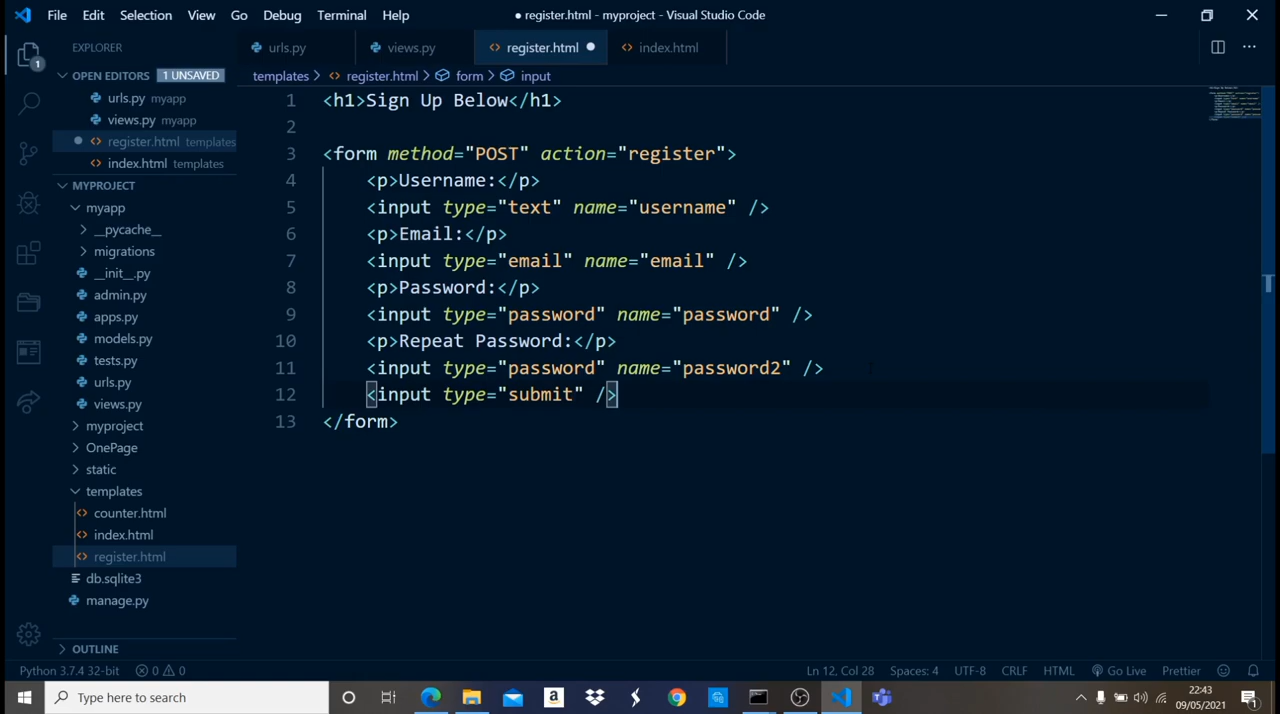 File Edit Selection View Go Debug Terminal Help
● register.html - myproject - Visual Studio Code
EXPLORER
OPEN EDITORS 1 UNSAVED
urls.py myapp
views.py myapp
register.html templates
index.html templates
MYPROJECT
myapp
__pycache__
migrations
__init__.py
admin.py
apps.py
models.py
tests.py
urls.py
views.py
myproject
OnePage
static
templates
counter.html
index.html
register.html
db.sqlite3
manage.py
OUTLINE
1
urls.py views.py register.html index.html
templates > register.html > form > input
1 <h1>Sign Up Below</h1>
2
3 <form method="POST" action="register">
4 <p>Username:</p>
5 <input type="text" name="username" />
6 <p>Email:</p>
7 <input type="email" name="email" />
8 <p>Password:</p>
9 <input type="password" name="password" />
10 <p>Repeat Password:</p>
11 <input type="password" name="password2" />
12 <input type="submit" />
13 </form>
Python 3.7.4 32-bit 0 0 Ln 12, Col 28 Spaces: 4 UTF-8 CRLF HTML Go Live Prettier
Type here to search
22:43
09/05/2021
1